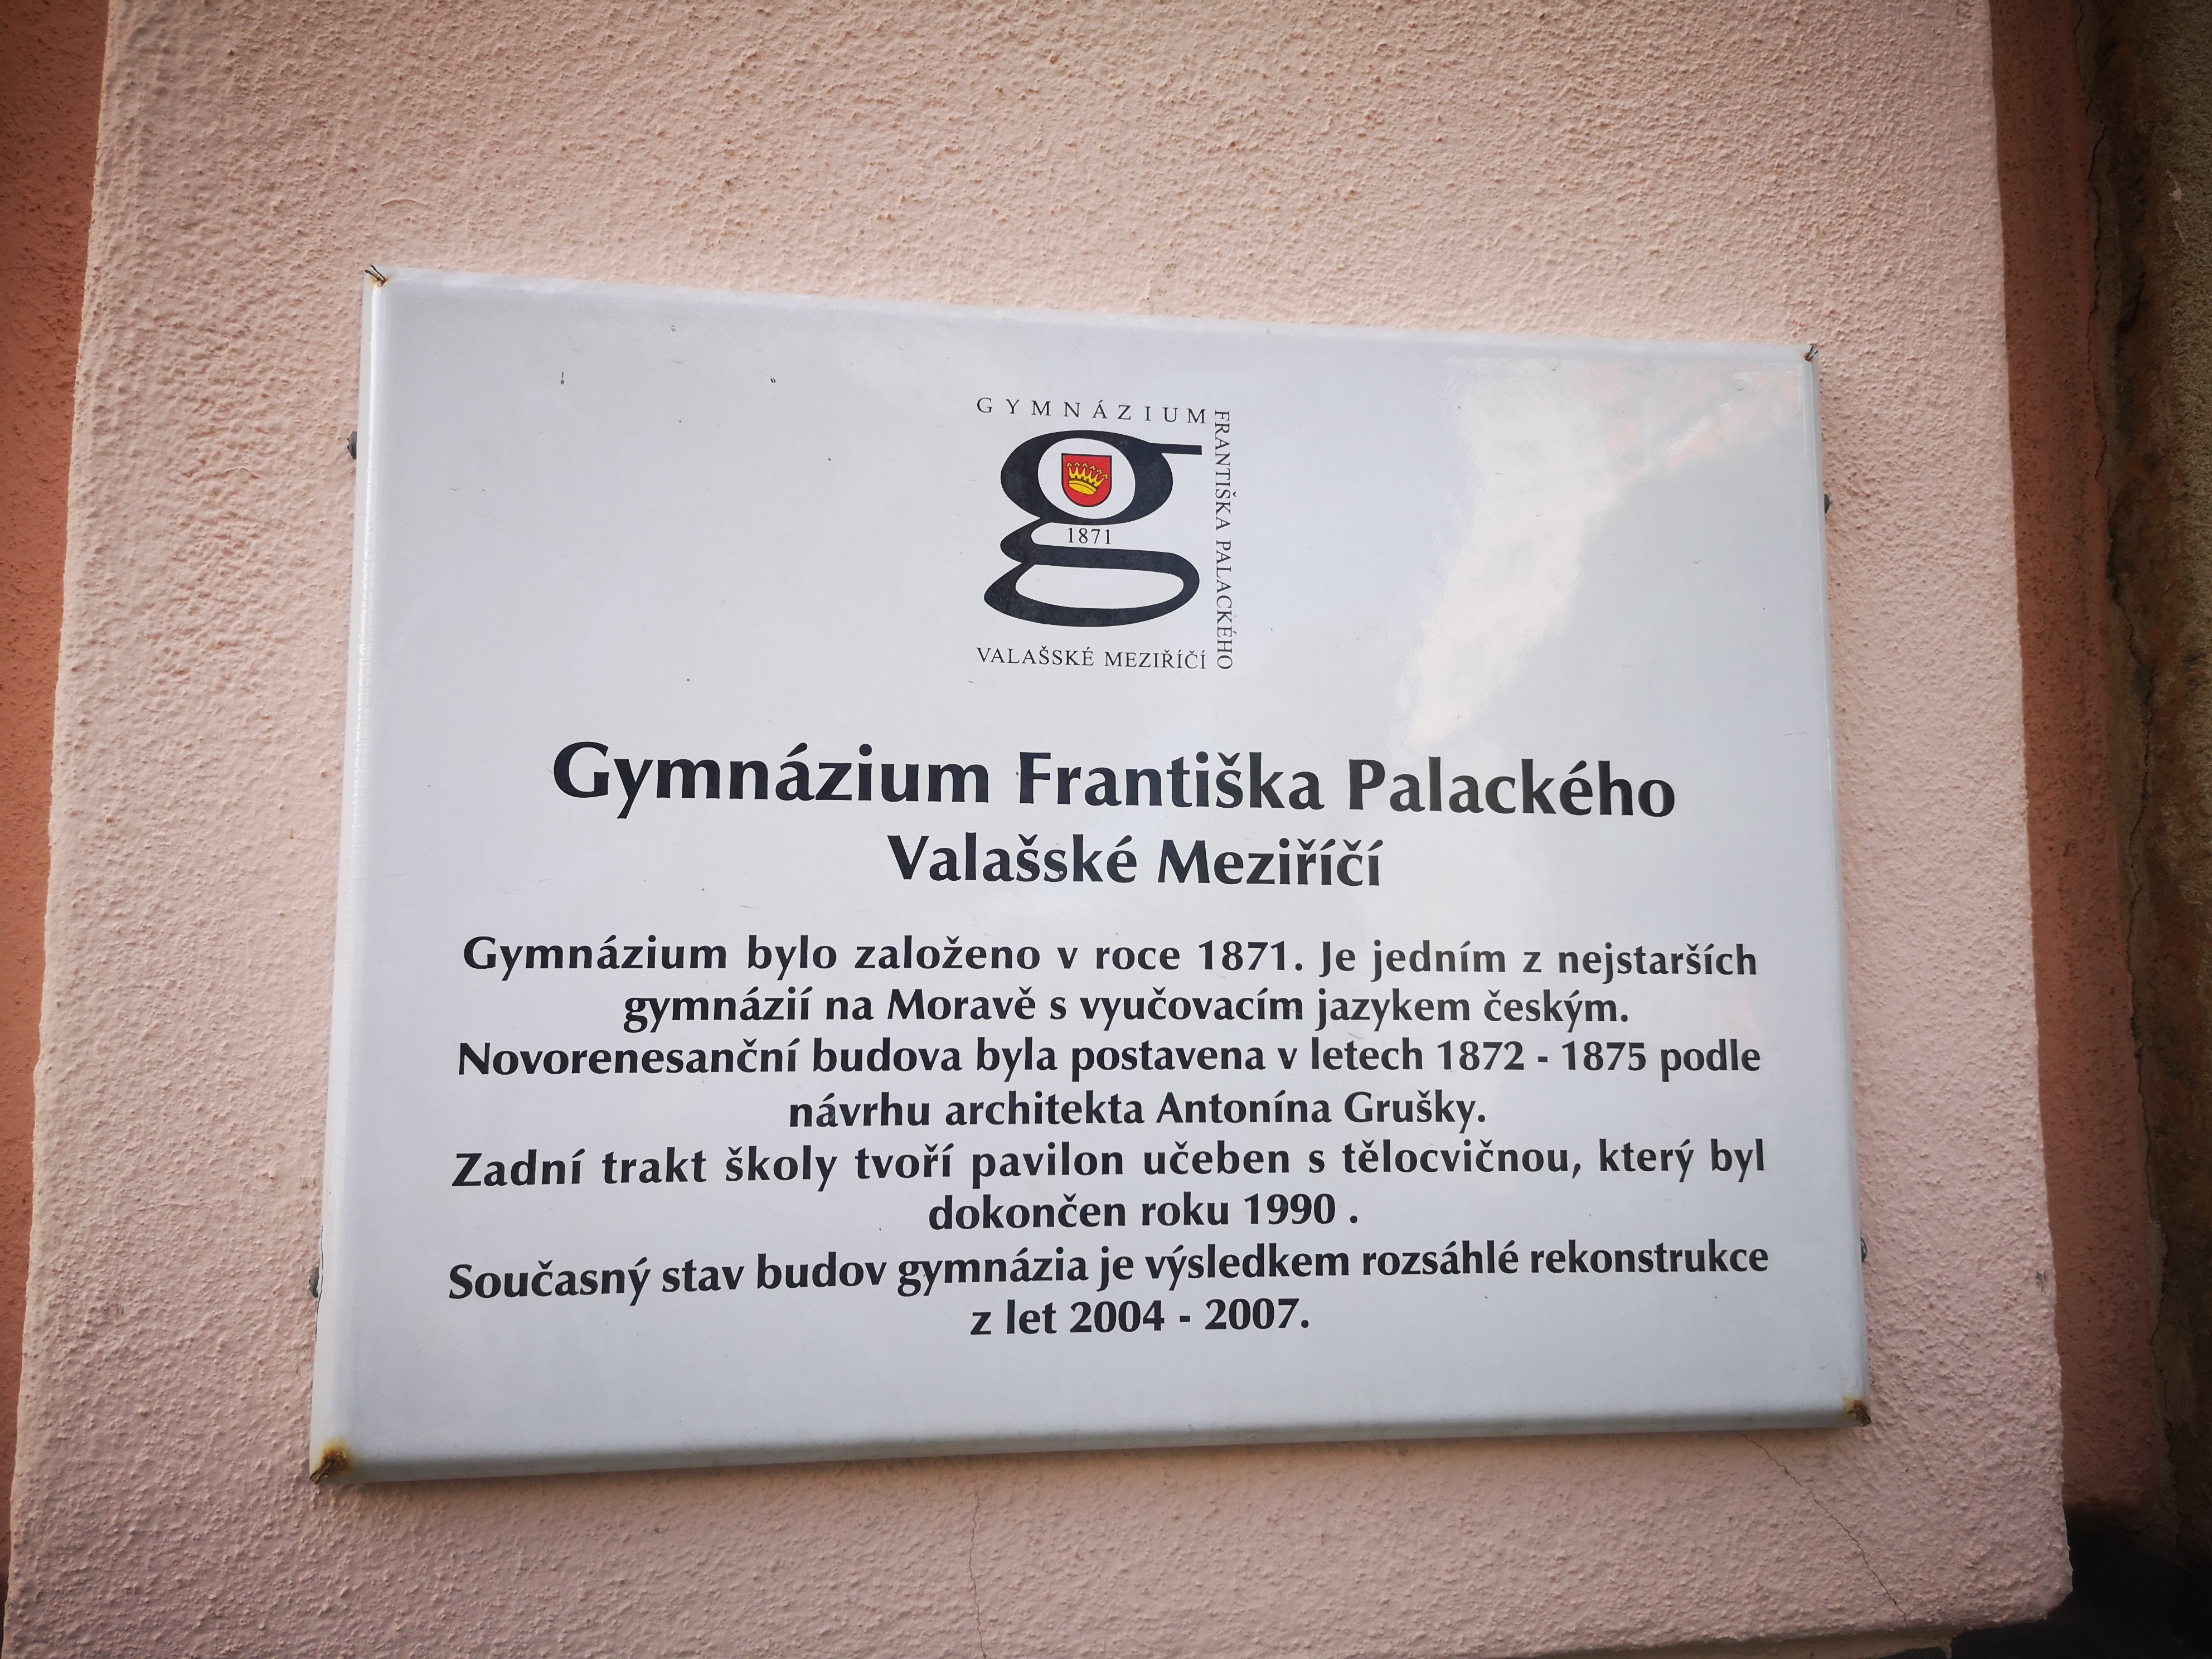 GYMNÁZIUM
FRANTIŠKA PALACKÉHO
1871
VALAŠSKÉ MEZIŘÍČÍ
Gymnázium Františka Palackého
Valašské Meziříčí
Gymnázium bylo založeno v roce 1871. Je jedním z nejstarších
gymnázií na Moravě s vyučovacím jazykem českým.
Novorenesanční budova byla postavena v letech 1872 - 1875 podle
návrhu architekta Antonína Grušky.
Zadní trakt školy tvoří pavilon učeben s tělocvičnou, který byl
dokončen roku 1990 .
Současný stav budov gymnázia je výsledkem rozsáhlé rekonstrukce
z let 2004 - 2007.